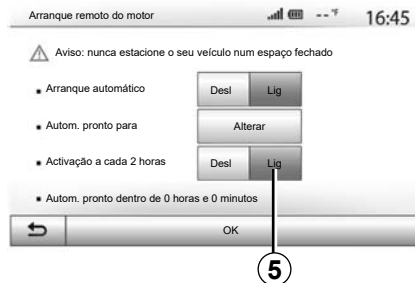 Arranque remoto do motor -- °F 16:45
Aviso: nunca estacione o seu veículo num espaço fechado
Arranque automático Desl Lig
Autom. pronto para Alterar
Activação a cada 2 horas Desl Lig
Autom. pronto dentro de 0 horas e 0 minutos
OK
5